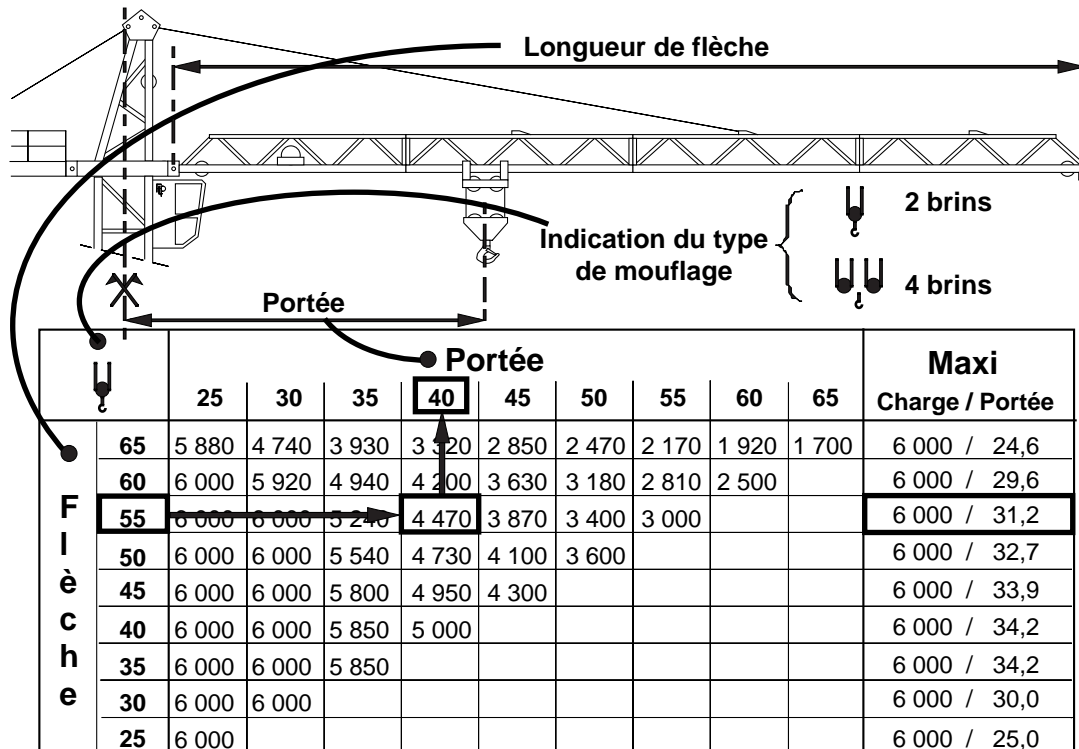 Longueur de flèche
2 brins
Indication du type
de mouflage
4 brins
Portée
Portée
Maxi
25 30 35 40 45 50 55 60 65 Charge / Portée
65 5 880 4 740 3 930 3 320 2 850 2 470 2 170 1 920 1 700 6 000 / 24,6
60 6 000 5 920 4 940 4 200 3 630 3 180 2 810 2 500 6 000 / 29,6
55 6 000 6 000 5 240 4 470 3 870 3 400 3 000 6 000 / 31,2
50 6 000 6 000 5 540 4 730 4 100 3 600 6 000 / 32,7
45 6 000 6 000 5 800 4 950 4 300 6 000 / 33,9
40 6 000 6 000 5 850 5 000 6 000 / 34,2
35 6 000 6 000 5 850 6 000 / 34,2
30 6 000 6 000 6 000 / 30,0
25 6 000 6 000 / 25,0
Flèche